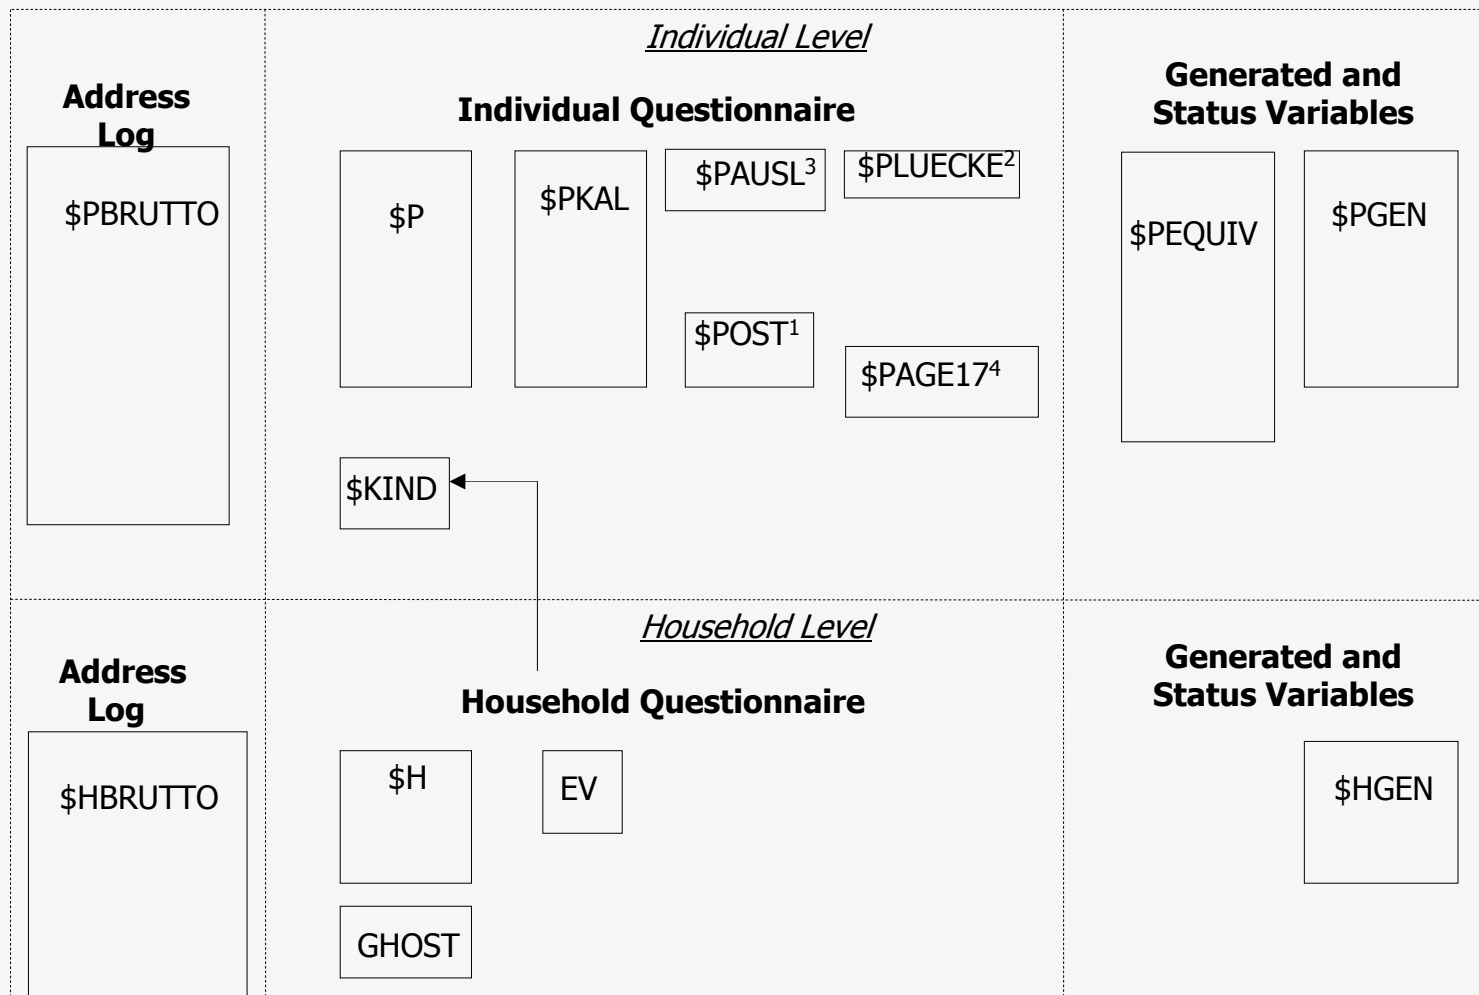 Individual Level
Address
Log
Individual Questionnaire
Generated and
Status Variables
$PBRUTTO
$P
$PKAL
$PAUSL³
$PLUECKE²
$POST¹
$PAGE17⁴
$PEQUIV
$PGEN
$KIND
Household Level
Address
Log
Household Questionnaire
Generated and
Status Variables
$HBRUTTO
$H
EV
$HGEN
GHOST